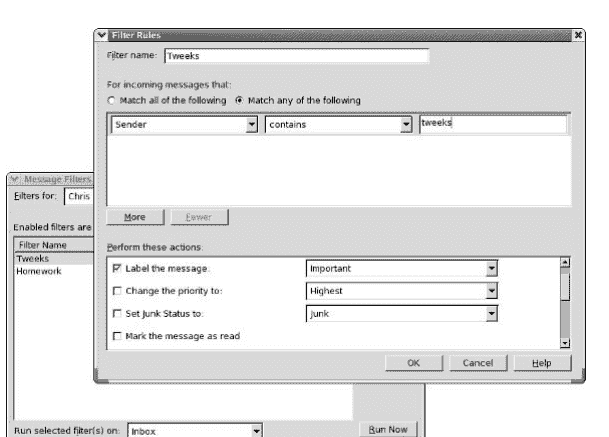 Filter Rules
Filter name: Tweeks
For incoming messages that:
Match all of the following Match any of the following
Sender contains tweeks
More Fewer
Perform these actions:
Label the message: Important
Change the priority to: Highest
Set Junk Status to: Junk
Mark the message as read
OK Cancel Help
Message Filters
Filters for: Chris
Enabled filters are
Filter Name
Tweeks
Homework
Run selected filter(s) on: Inbox Run Now